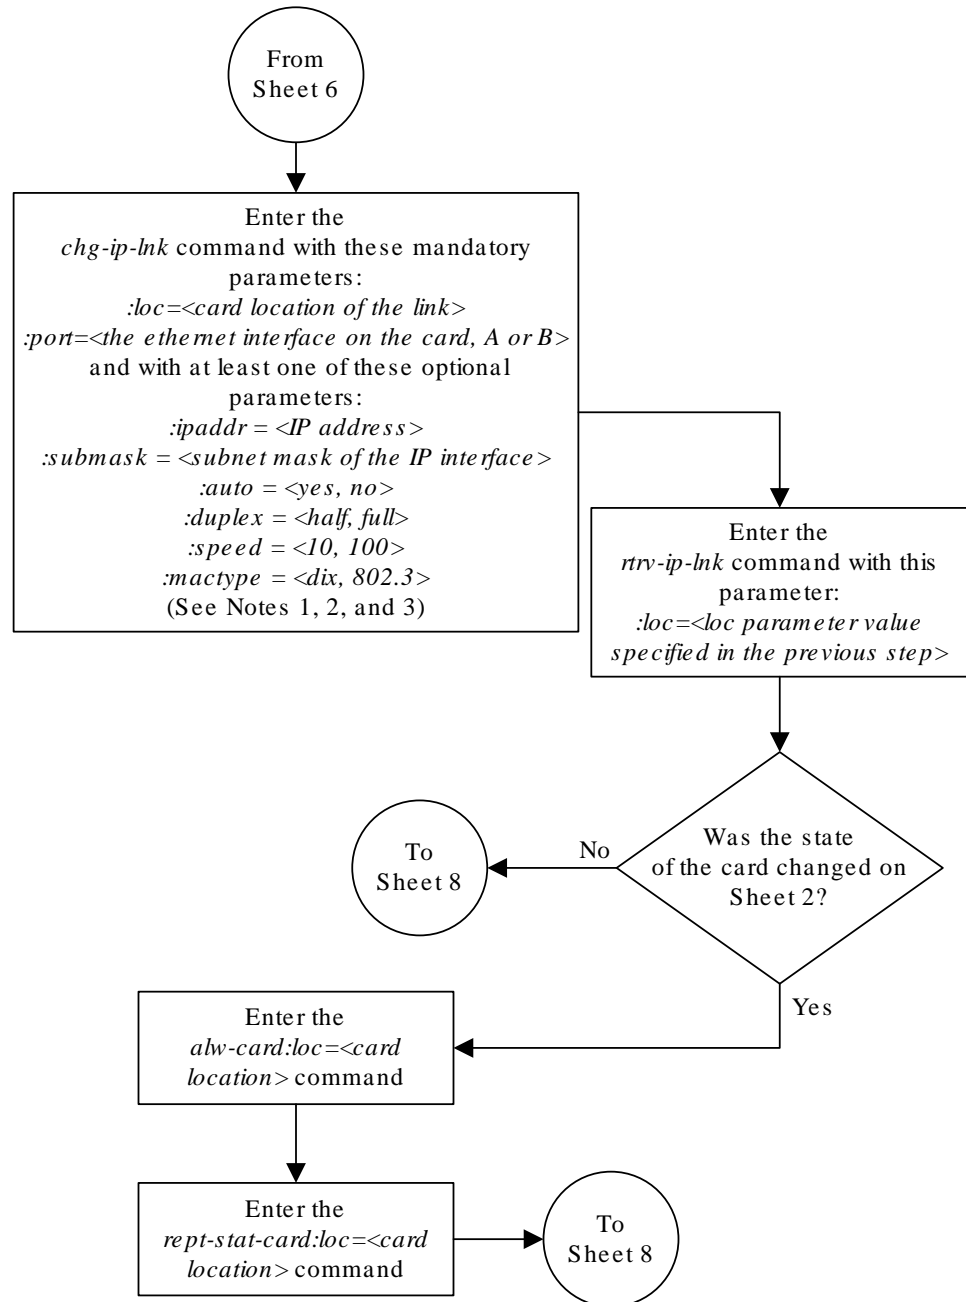 From
Sheet 6
Enter the
chg-ip-lnk command with these mandatory
parameters:
:loc=<card location of the link>
:port=<the ethernet interface on the card, A or B>
and with at least one of these optional
parameters:
:ipaddr = <IP address>
:submask = <subnet mask of the IP interface>
:auto = <yes, no>
:duplex = <half, full>
:speed = <10, 100>
:mactype = <dix, 802.3>
(See Notes 1, 2, and 3)
Enter the
rtrv-ip-lnk command with this
parameter:
:loc=<loc parameter value
specified in the previous step>
Was the state
of the card changed on
Sheet 2?
No
To
Sheet 8
Yes
Enter the
alw-card:loc=<card
location> command
Enter the
rept-stat-card:loc=<card
location> command
To
Sheet 8